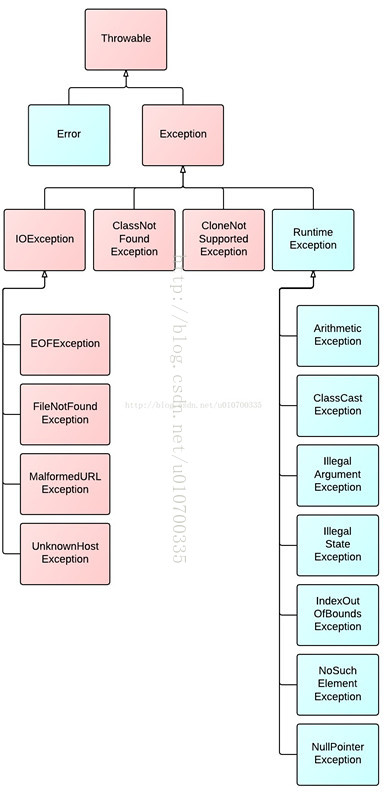 Throwable
Error
Exception
IOException
ClassNot
Found
Exception
CloneNot
Supported
Exception
Runtime
Exception
EOFException
FileNotFound
Exception
MalformedURL
Exception
UnknownHost
Exception
Arithmetic
Exception
ClassCast
Exception
Illegal
Argument
Exception
Illegal
State
Exception
IndexOut
OfBounds
Exception
NoSuch
Element
Exception
NullPointer
Exception
http://blog.csdn.net/u010700335
http://blog.csdn.net/u010700335